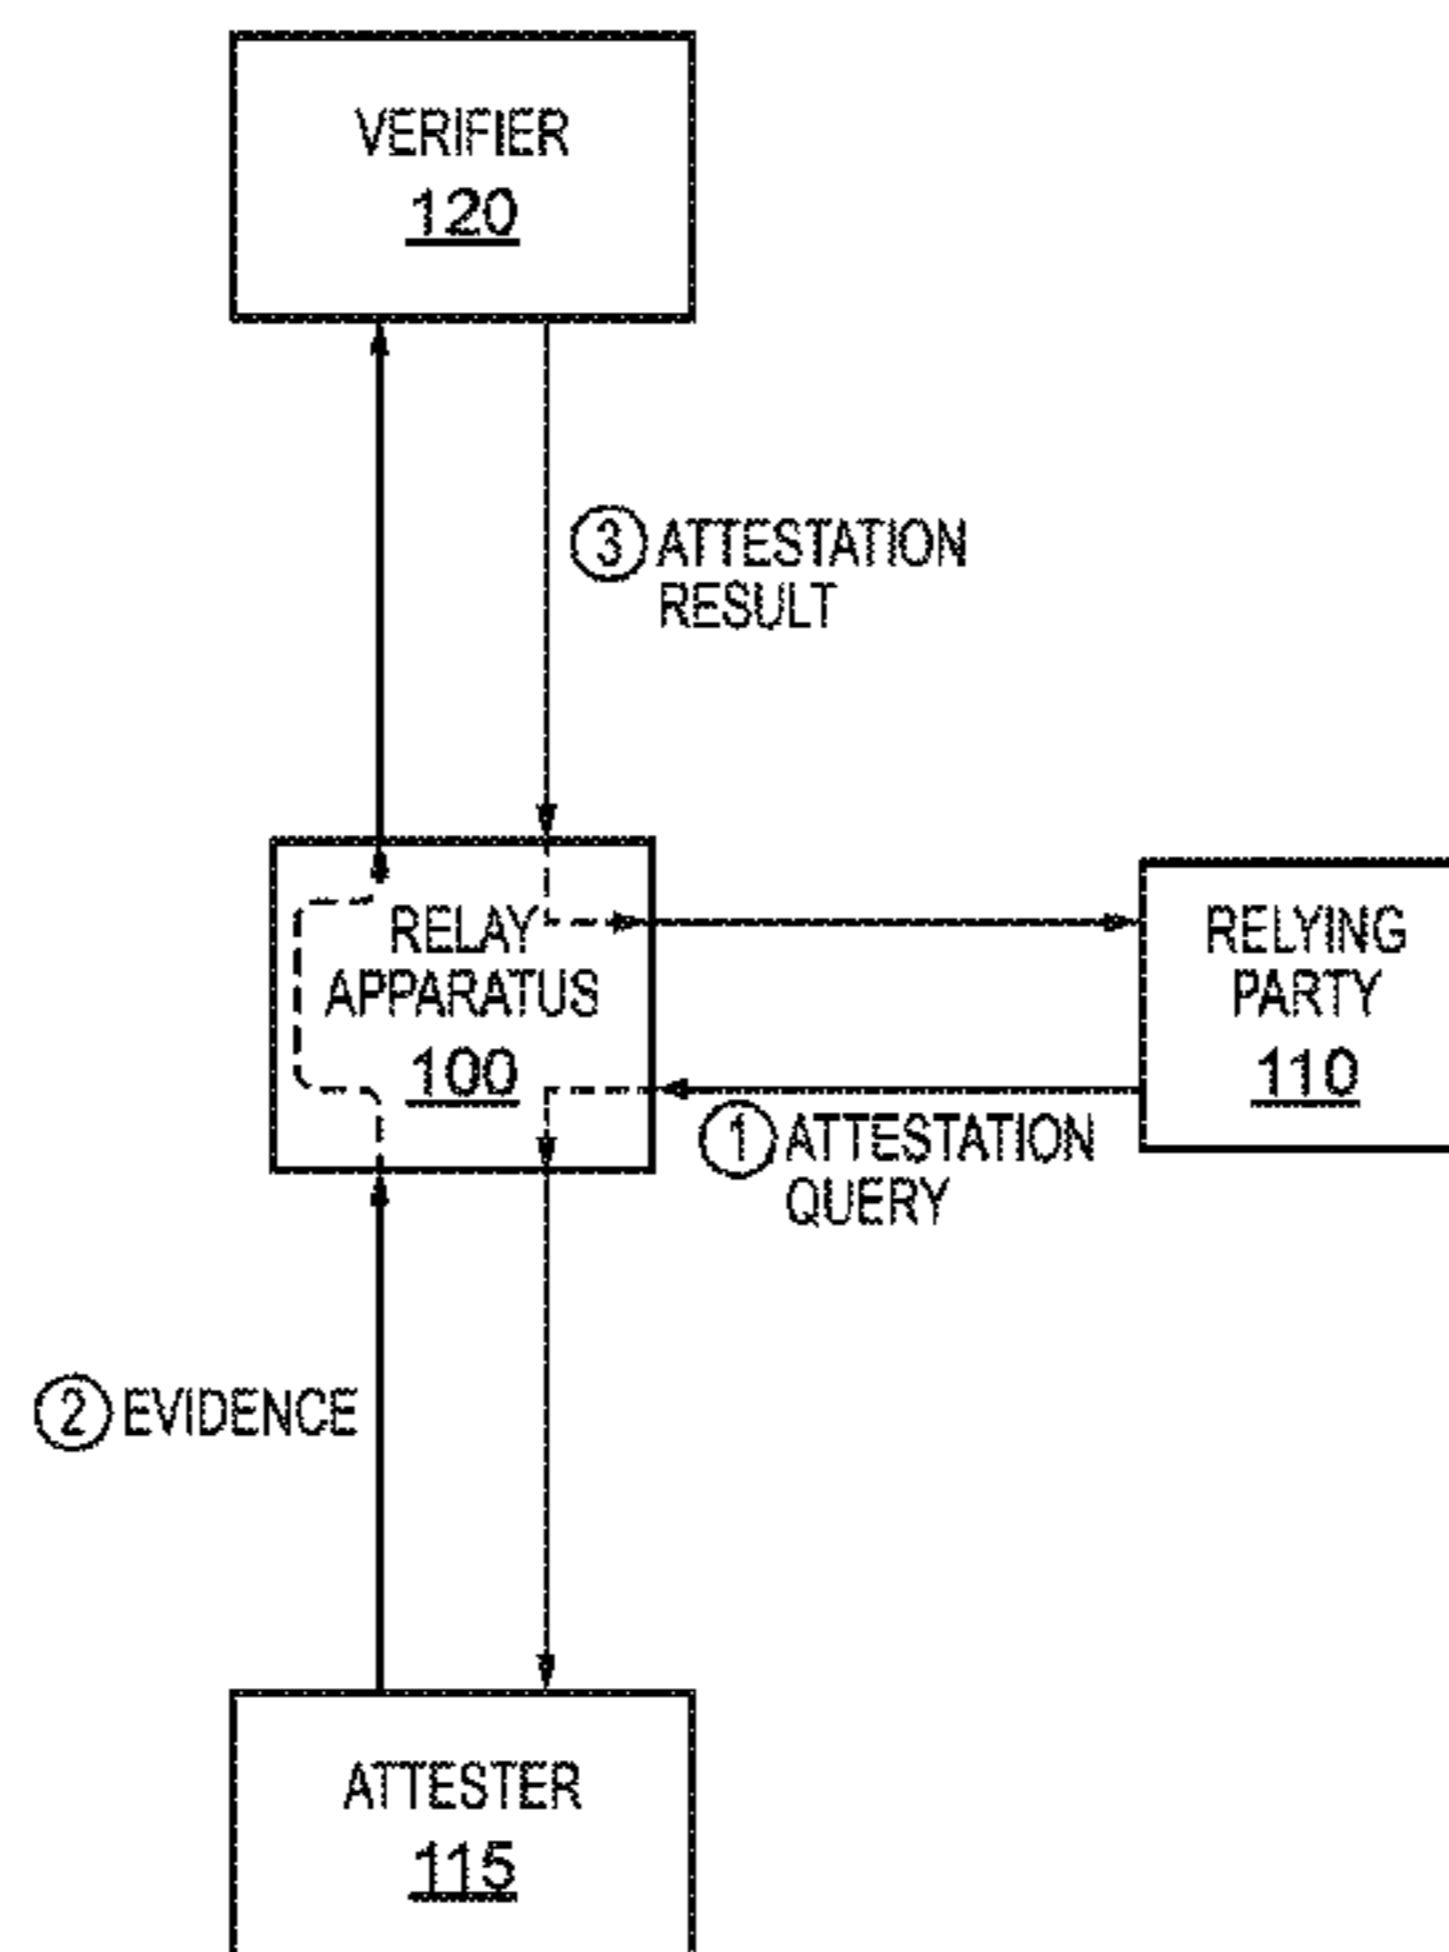 VERIFIER
120
③ ATTESTATION
RESULT
RELAY
APPARATUS
100
RELYING
PARTY
110
① ATTESTATION
QUERY
② EVIDENCE
ATTESTER
115